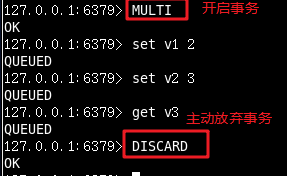 127.0.0.1:6379> MULTI 开启事务
OK
127.0.0.1:6379> set v1 2
QUEUED
127.0.0.1:6379> set v2 3
QUEUED
127.0.0.1:6379> get v3
QUEUED 主动放弃事务
127.0.0.1:6379> DISCARD
OK